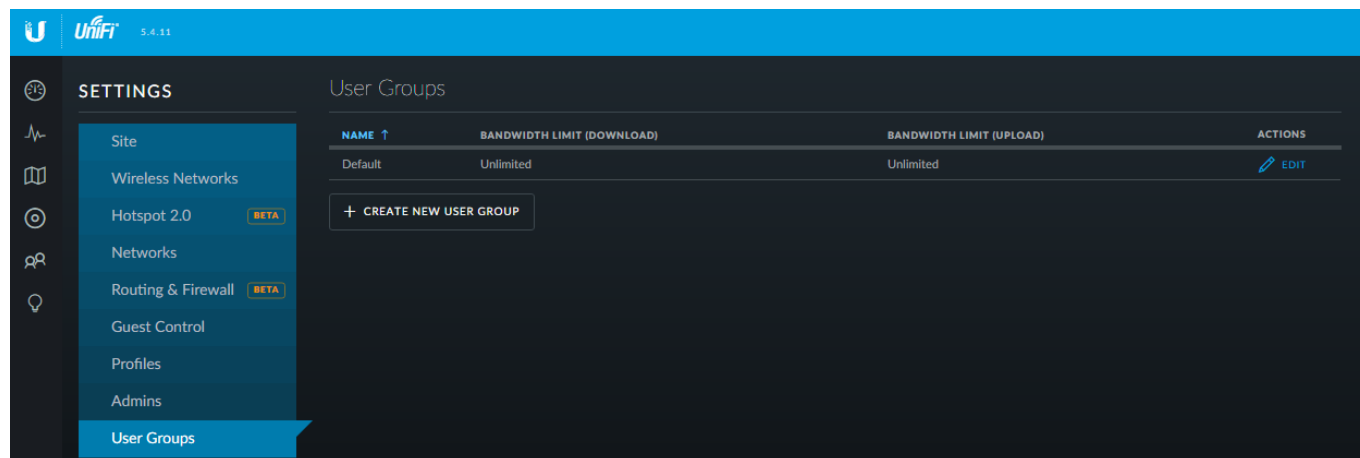 UniFi 5.4.11
SETTINGS
Site
Wireless Networks
Hotspot 2.0 BETA
Networks
Routing & Firewall BETA
Guest Control
Profiles
Admins
User Groups
User Groups
NAME ↑ BANDWIDTH LIMIT (DOWNLOAD) BANDWIDTH LIMIT (UPLOAD) ACTIONS
Default Unlimited Unlimited EDIT
+ CREATE NEW USER GROUP